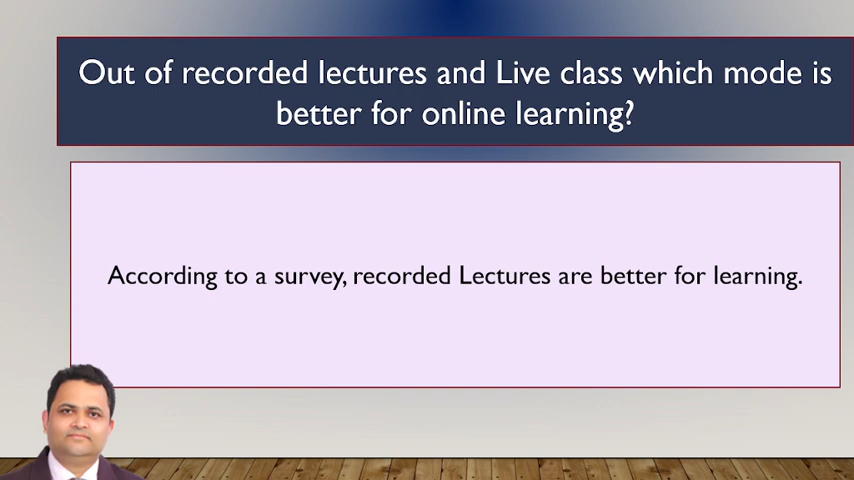 Out of recorded lectures and Live class which mode is
better for online learning?
According to a survey, recorded Lectures are better for learning.